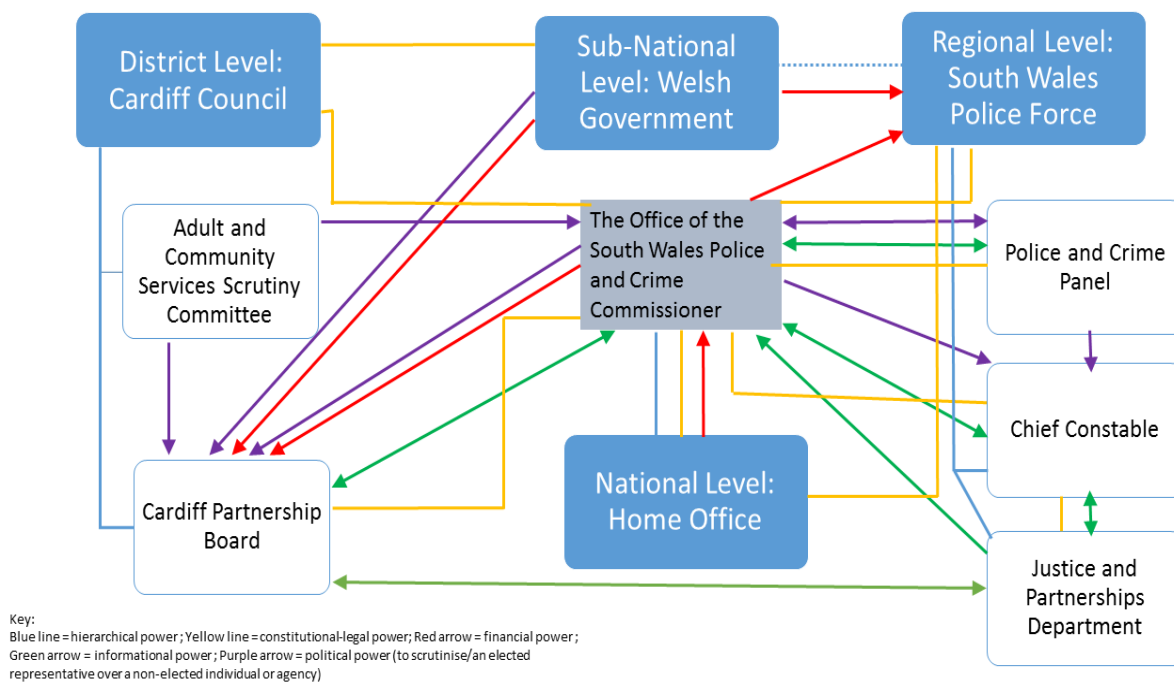 District Level:
Cardiff Council
Sub-National
Level: Welsh
Government
Regional Level:
South Wales
Police Force
Adult and
Community
Services Scrutiny
Committee
The Office of the
South Wales Police
and Crime
Commissioner
Police and Crime
Panel
Chief Constable
Cardiff Partnership
Board
National Level:
Home Office
Justice and
Partnerships
Department
Key:
Blue line = hierarchical power ; Yellow line = constitutional-legal power; Red arrow = financial power ;
Green arrow = informational power ; Purple arrow = political power (to scrutinise/an elected
representative over a non-elected individual or agency)